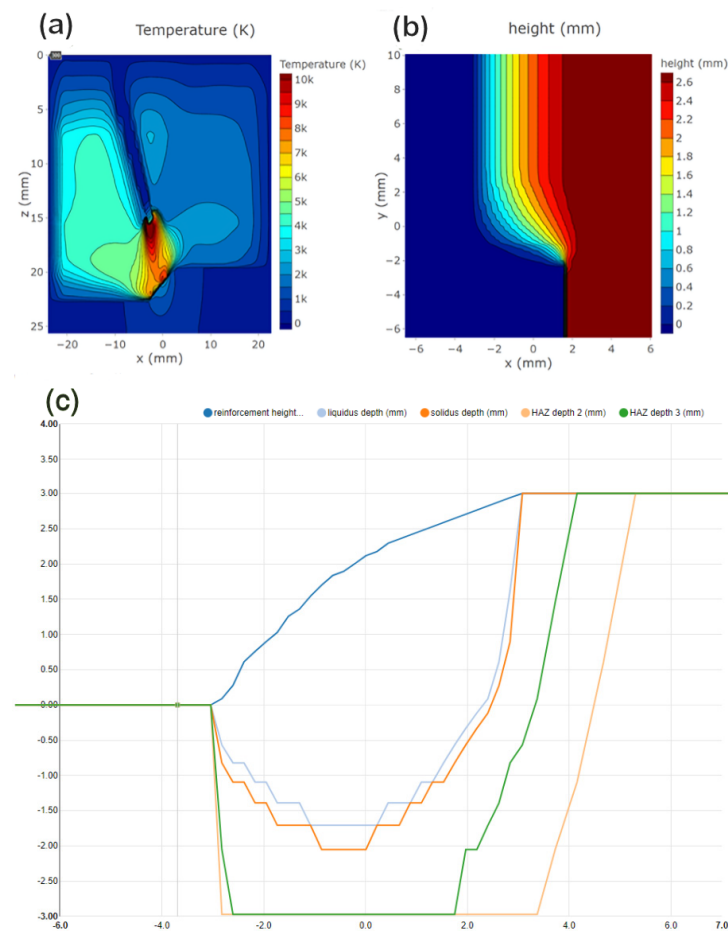 (a)
Temperature (K)
0
5
10
15
20
25
z (mm)
−20
−10
0
10
20
x (mm)
Temperature (K)
10k
9k
8k
7k
6k
5k
4k
3k
2k
1k
0
(b)
height (mm)
10
8
6
4
2
0
−2
−4
−6
y (mm)
−6
−4
−2
0
2
4
6
x (mm)
height (mm)
2.6
2.4
2.2
2
1.8
1.6
1.4
1.2
1
0.8
0.6
0.4
0.2
0
(c)
reinforcement height...
liquidus depth (mm)
solidus depth (mm)
HAZ depth 2 (mm)
HAZ depth 3 (mm)
4.00
3.50
3.00
2.50
2.00
1.50
1.00
0.50
0.00
-0.50
-1.00
-1.50
-2.00
-2.50
-3.00
-6.0
-4.0
-2.0
0.0
2.0
4.0
6.0
7.0